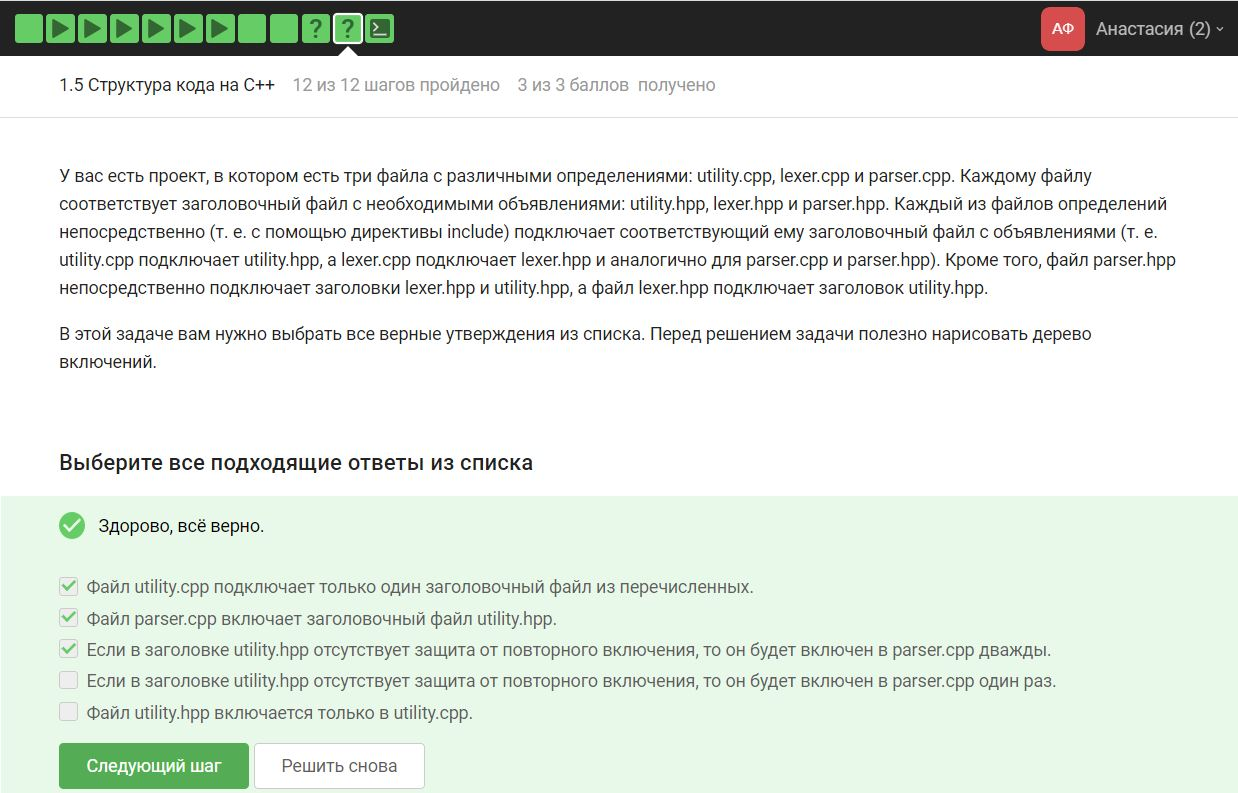 ? ?
АФ Анастасия (2)
1.5 Структура кода на C++ 12 из 12 шагов пройдено 3 из 3 баллов получено
У вас есть проект, в котором есть три файла с различными определениями: utility.cpp, lexer.cpp и parser.cpp. Каждому файлу
соответствует заголовочный файл с необходимыми объявлениями: utility.hpp, lexer.hpp и parser.hpp. Каждый из файлов определений
непосредственно (т. е. с помощью директивы include) подключает соответствующий ему заголовочный файл с объявлениями (т. е.
utility.cpp подключает utility.hpp, а lexer.cpp подключает lexer.hpp и аналогично для parser.cpp и parser.hpp). Кроме того, файл parser.hpp
непосредственно подключает заголовки lexer.hpp и utility.hpp, а файл lexer.hpp подключает заголовок utility.hpp.
В этой задаче вам нужно выбрать все верные утверждения из списка. Перед решением задачи полезно нарисовать дерево
включений.
Выберите все подходящие ответы из списка
Здорово, всё верно.
Файл utility.cpp подключает только один заголовочный файл из перечисленных.
Файл parser.cpp включает заголовочный файл utility.hpp.
Если в заголовке utility.hpp отсутствует защита от повторного включения, то он будет включен в parser.cpp дважды.
Если в заголовке utility.hpp отсутствует защита от повторного включения, то он будет включен в parser.cpp один раз.
Файл utility.hpp включается только в utility.cpp.
Следующий шаг Решить снова